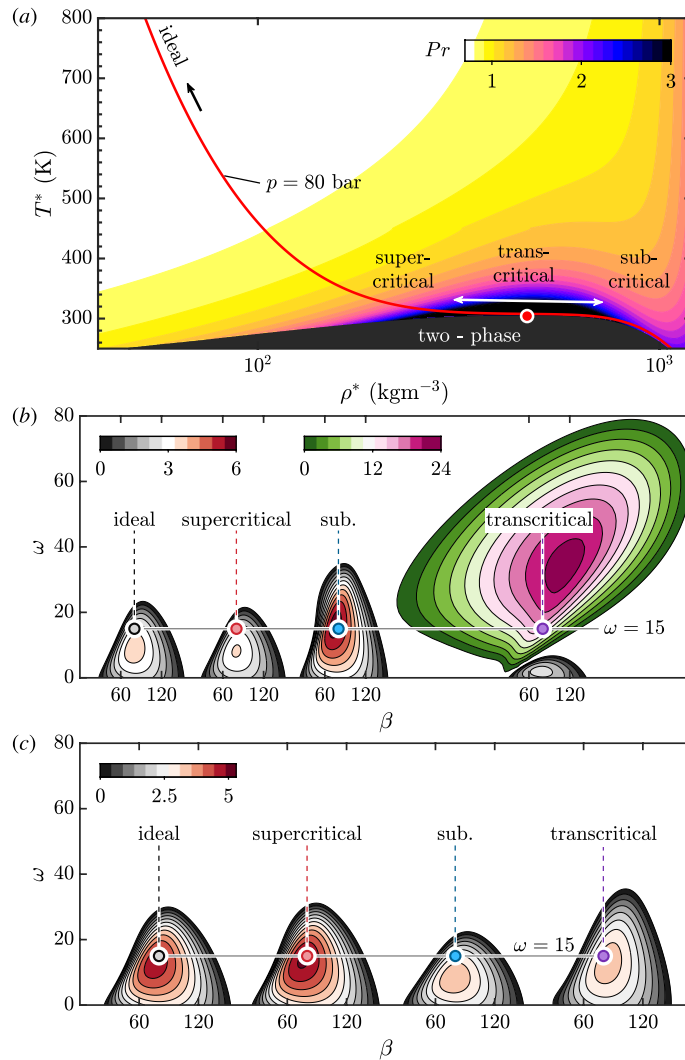 (a)
800
700
600
500
400
300
T* (K)
ideal
p = 80 bar
Pr
1 2 3
super-
critical
trans-
critical
sub-
critical
two - phase
10² 10³
ρ* (kgm⁻³)
(b)
80
60
40
20
0
ω
0 3 6
0 12 24
ideal supercritical sub. transcritical
ω = 15
60 120 60 120 60 120 60 120
β
(c)
80
60
40
20
0
ω
0 2.5 5
ideal supercritical sub. transcritical
ω = 15
60 120 60 120 60 120 60 120
β